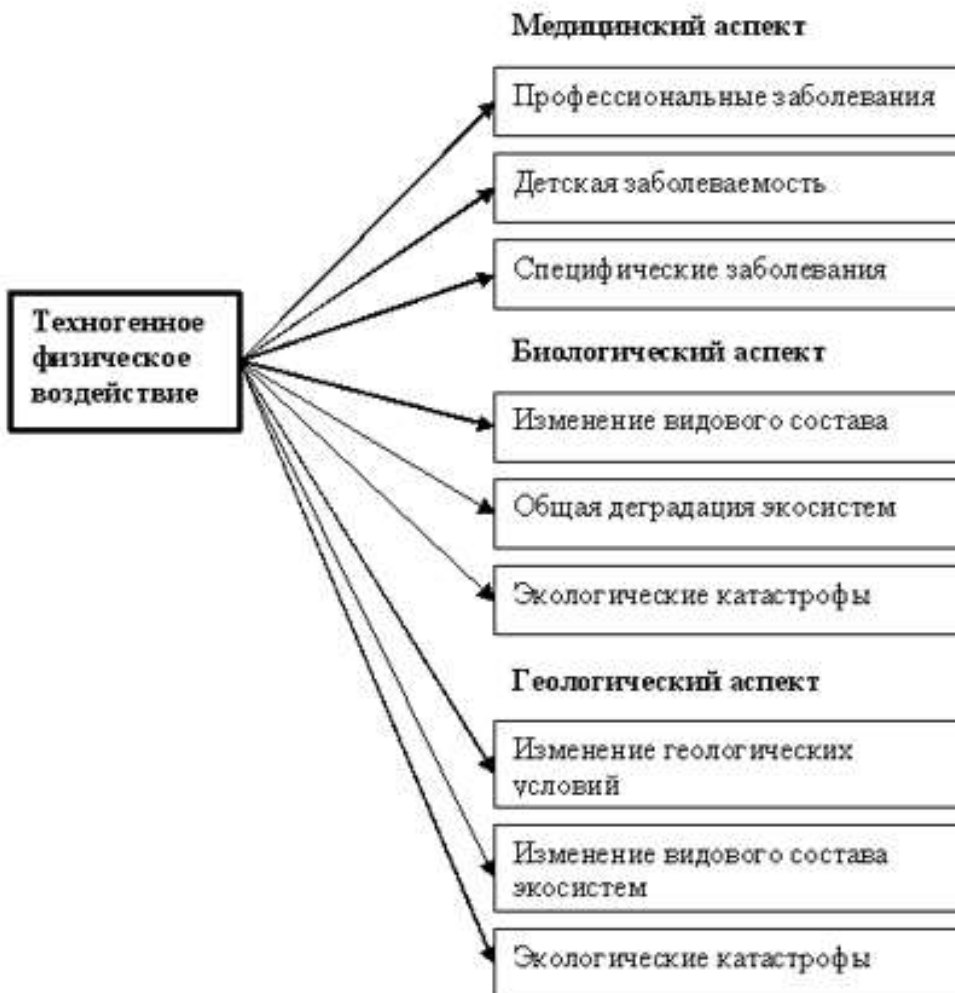 Медицинский аспект
Профессиональные заболевания
Детская заболеваемость
Специфические заболевания
Техногенное
физическое
воздействие
Биологический аспект
Изменение видового состава
Общая деградация экосистем
Экологические катастрофы
Геологический аспект
Изменение геологических
условий
Изменение видового состава
экосистем
Экологические катастрофы